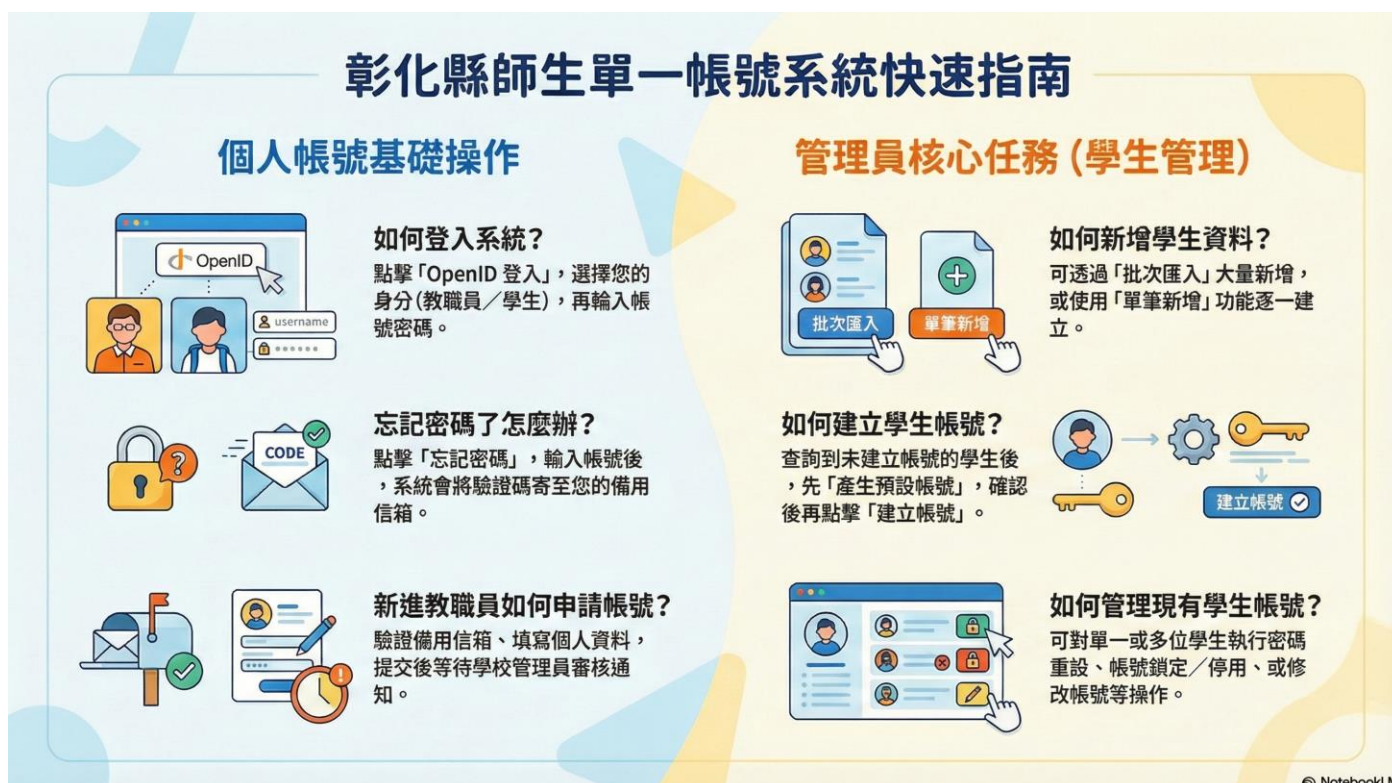 彰化縣師生單一帳號系統快速指南
個人帳號基礎操作
OpenID
username
如何登入系統？
點擊「OpenID 登入」，選擇您的
身分(教職員／學生)，再輸入帳
號密碼。
CODE
忘記密碼了怎麼辦？
點擊「忘記密碼」，輸入帳號後
，系統會將驗證碼寄至您的備用
信箱。
新進教職員如何申請帳號？
驗證備用信箱、填寫個人資料，
提交後等待學校管理員審核通
知。
管理員核心任務 (學生管理)
批次匯入
單筆新增
如何新增學生資料？
可透過「批次匯入」大量新增，
或使用「單筆新增」功能逐一建
立。
如何建立學生帳號？
查詢到未建立帳號的學生後
，先「產生預設帳號」，確認
後再點擊「建立帳號」。
建立帳號
如何管理現有學生帳號？
可對單一或多位學生執行密碼
重設、帳號鎖定／停用、或修
改帳號等操作。